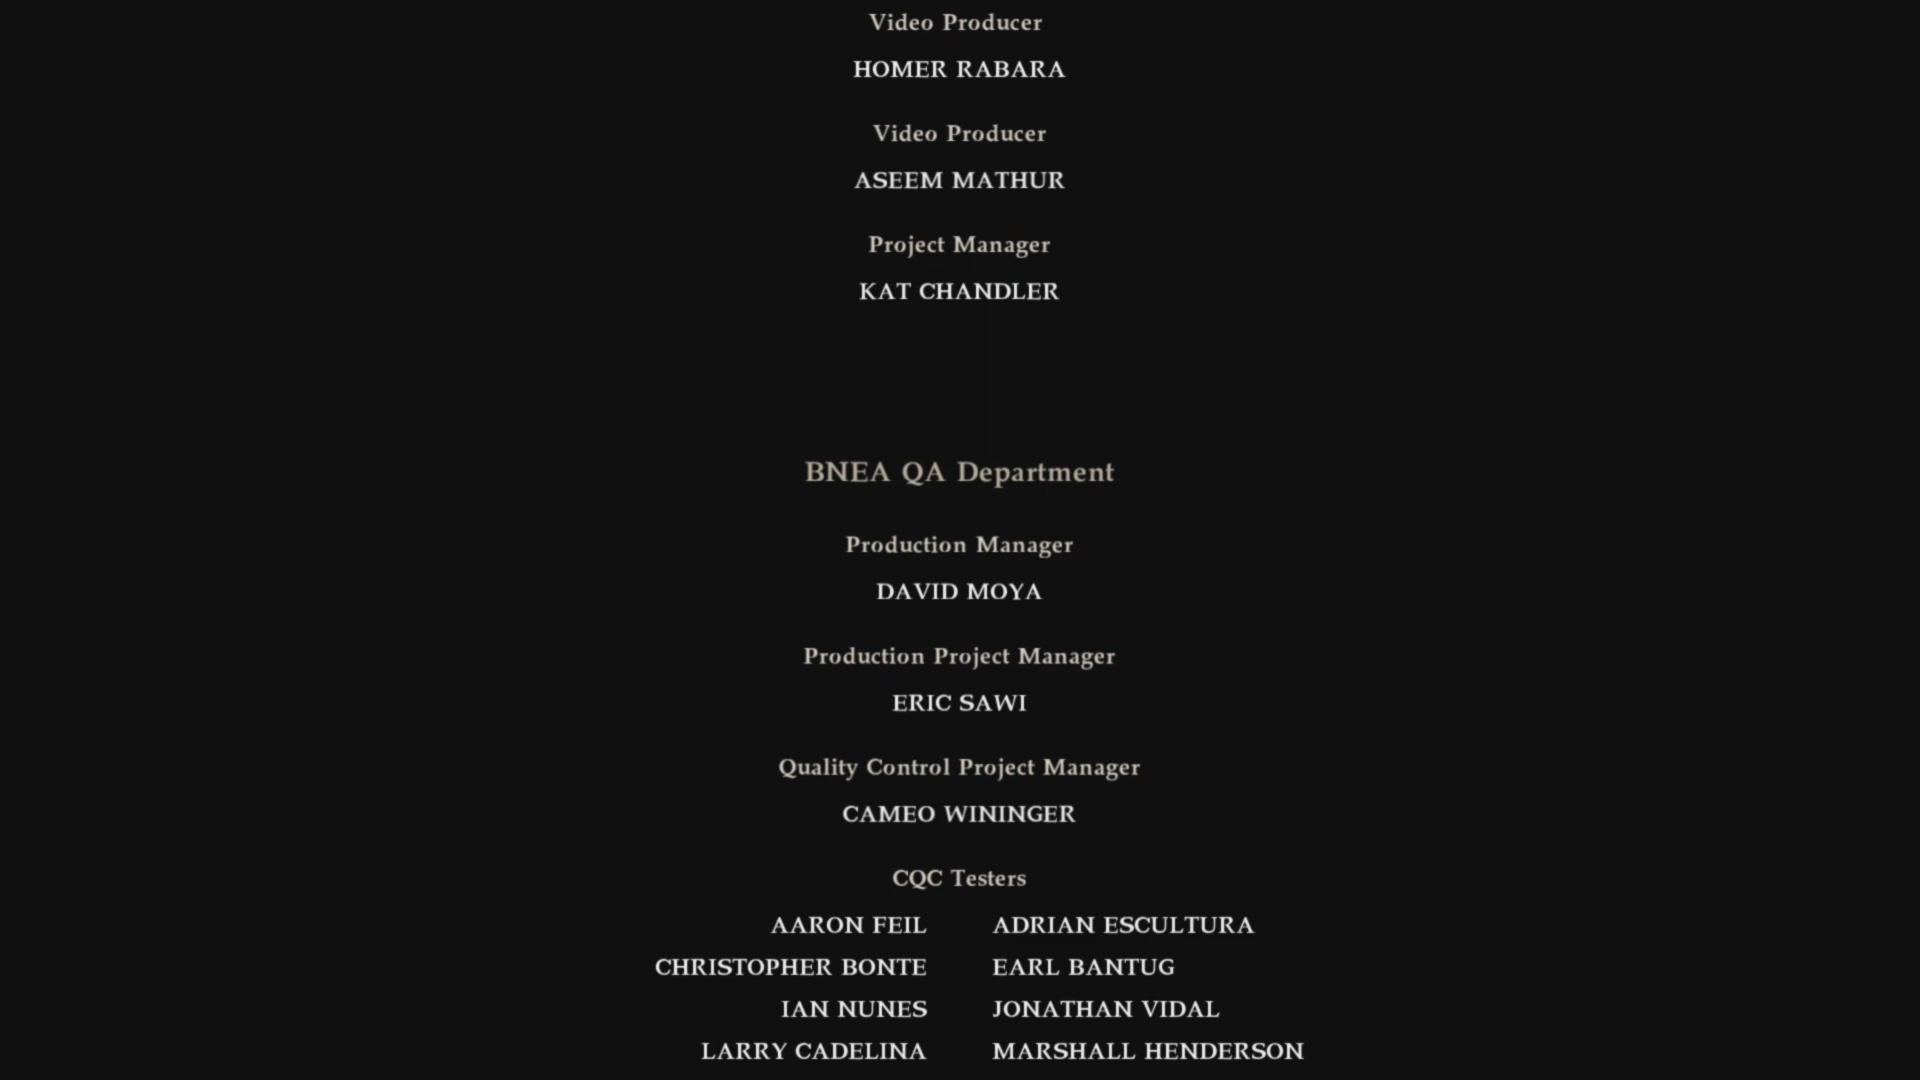 Video Producer
HOMER RABARA
Video Producer
ASEEM MATHUR
Project Manager
KAT CHANDLER
BNEA QA Department
Production Manager
DAVID MOYA
Production Project Manager
ERIC SAWI
Quality Control Project Manager
CAMEO WININGER
CQC Testers
AARON FEIL ADRIAN ESCULTURA
CHRISTOPHER BONTE EARL BANTUG
IAN NUNES JONATHAN VIDAL
LARRY CADELINA MARSHALL HENDERSON